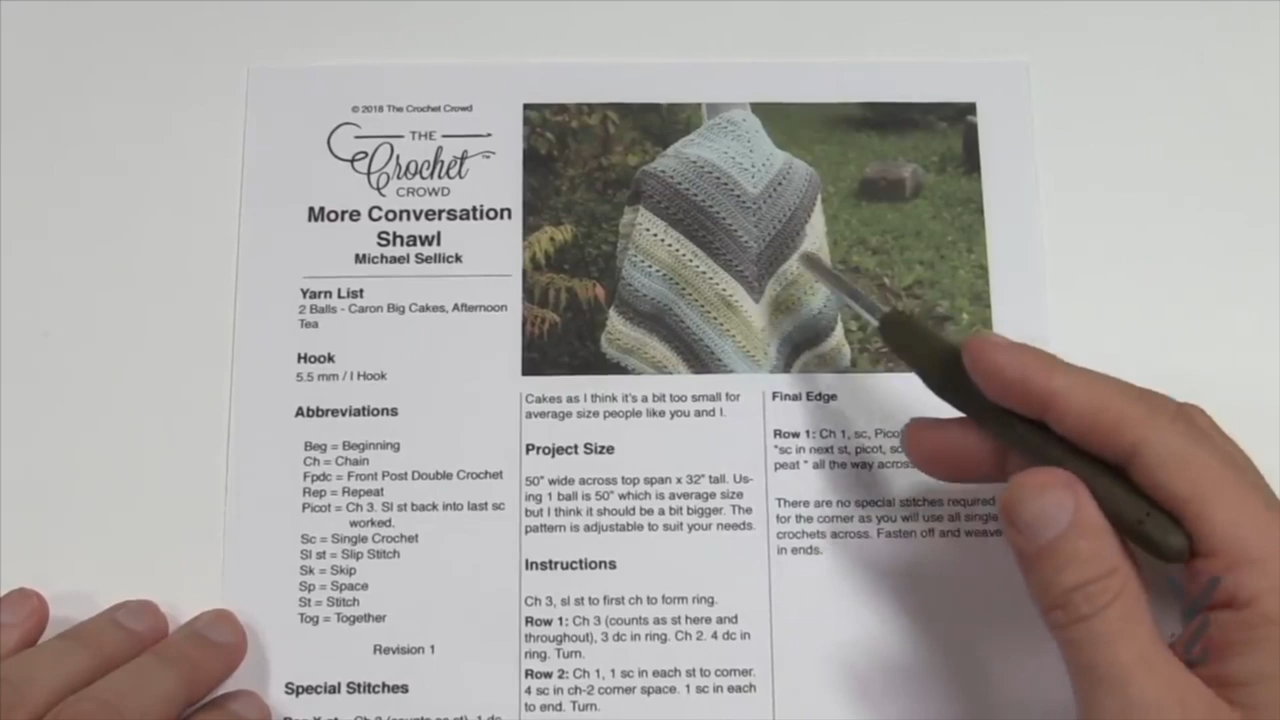 © 2018 The Crochet Crowd
THE
Crochet™
CROWD
More Conversation
Shawl
Michael Sellick
Yarn List
2 Balls - Caron Big Cakes, Afternoon
Tea
Hook
5.5 mm / I Hook
Abbreviations
Beg = Beginning
Ch = Chain
Fpdc = Front Post Double Crochet
Rep = Repeat
Picot = Ch 3. Sl st back into last sc
worked.
Sc = Single Crochet
Sl st = Slip Stitch
Sk = Skip
Sp = Space
St = Stitch
Tog = Together
Revision 1
Special Stitches
Cakes as I think it's a bit too small for
average size people like you and I.
Project Size
50" wide across top span x 32" tall. Us-
ing 1 ball is 50" which is average size
but I think it should be a bit bigger. The
pattern is adjustable to suit your needs.
Instructions
Ch 3, sl st to first ch to form ring.
Row 1: Ch 3 (counts as st here and
throughout), 3 dc in ring. Ch 2. 4 dc in
ring. Turn.
Row 2: Ch 1, 1 sc in each st to corner.
4 sc in ch-2 corner space. 1 sc in each
to end. Turn.
Final Edge
Row 1: Ch 1, sc, Picot
"sc in next st, picot, sc
peat " all the way across
There are no special stitches required
for the corner as you will use all single
crochets across. Fasten off and weave
in ends.